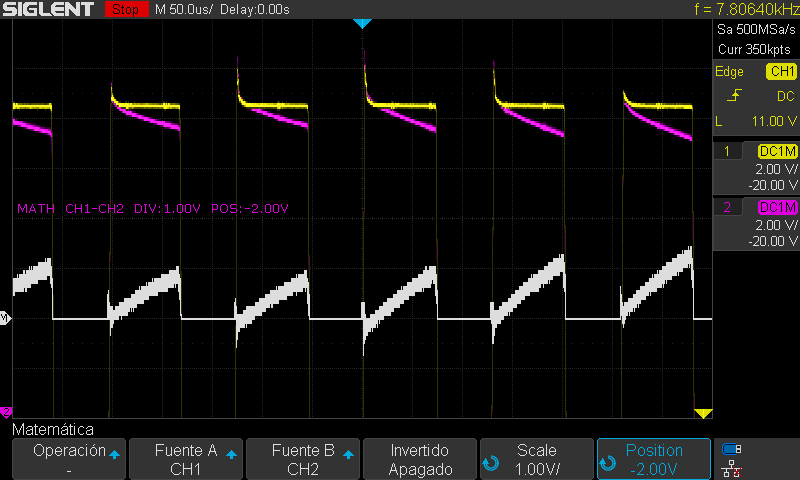 SIGLENT Stop M 50.0us/ Delay:0.00s f = 7.80640kHz
Sa 500MSa/s
Curr 350kpts
Edge CH1
DC
L 11.00 V
1 DC1M
2.00 V/
-20.00 V
2 DC1M
2.00 V/
-20.00 V
MATH CH1-CH2 DIV:1.00V POS:-2.00V
M
2
Matemática
Operación Fuente A Fuente B Invertido Scale Position
- CH1 CH2 Apagado 1.00V/ -2.00V